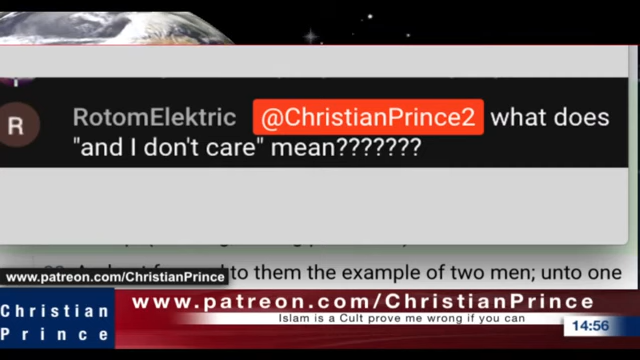 R
RotomElektric @ChristianPrince2 what does
"and I don't care" mean???????
to them the example of two men; unto one
www.patreon.com/ChristianPrince
Christian
Prince
www.patreon.com/ChristianPrince
Islam is a Cult prove me wrong if you can
14:56